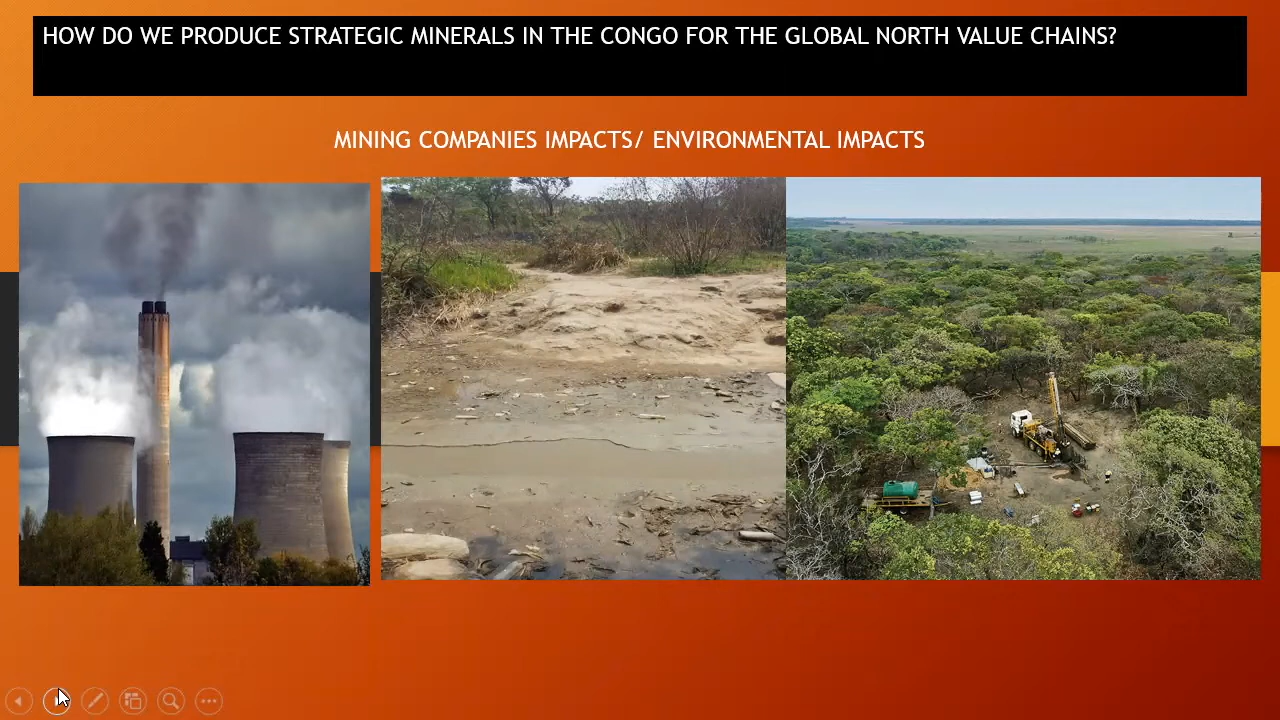 HOW DO WE PRODUCE STRATEGIC MINERALS IN THE CONGO FOR THE GLOBAL NORTH VALUE CHAINS?
MINING COMPANIES IMPACTS/ ENVIRONMENTAL IMPACTS